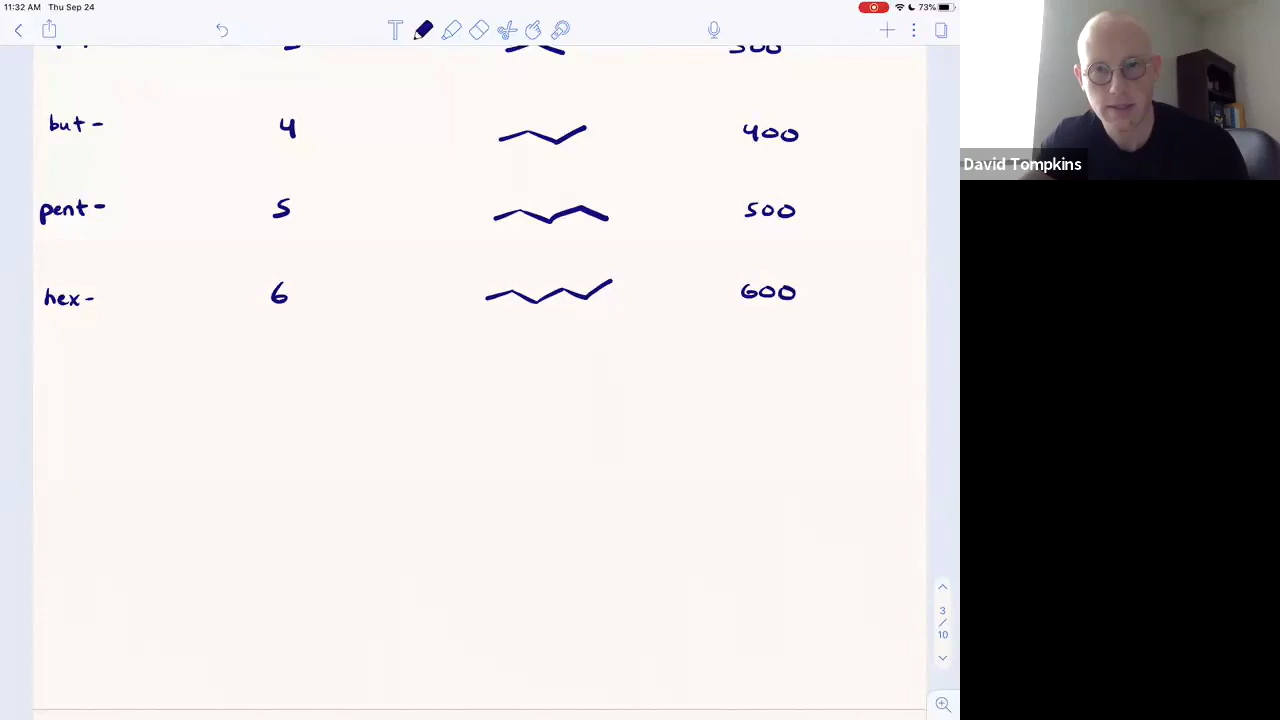 11:32 AM Thu Sep 24 73%
but- 4 400
pent- 5 500
hex- 6 600
3
/
10
David Tompkins